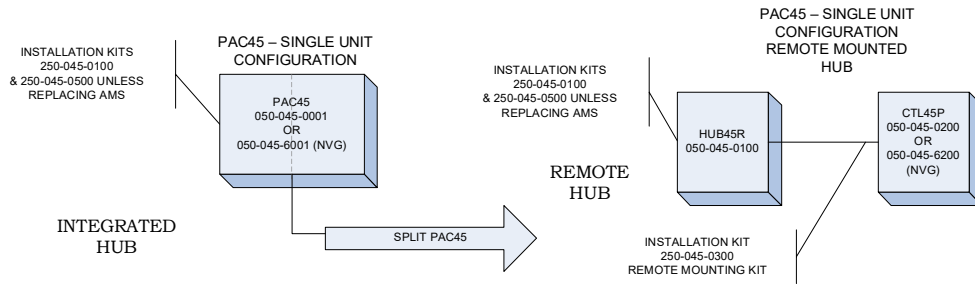 PAC45 – SINGLE UNIT
CONFIGURATION
INSTALLATION KITS
250-045-0100
& 250-045-0500 UNLESS
REPLACING AMS
PAC45
050-045-0001
OR
050-045-6001 (NVG)
INTEGRATED
HUB
SPLIT PAC45
PAC45 – SINGLE UNIT
CONFIGURATION
REMOTE MOUNTED
HUB
INSTALLATION KITS
250-045-0100
& 250-045-0500 UNLESS
REPLACING AMS
HUB45R
050-045-0100
CTL45P
050-045-0200
OR
050-045-6200
(NVG)
REMOTE
HUB
INSTALLATION KIT
250-045-0300
REMOTE MOUNTING KIT